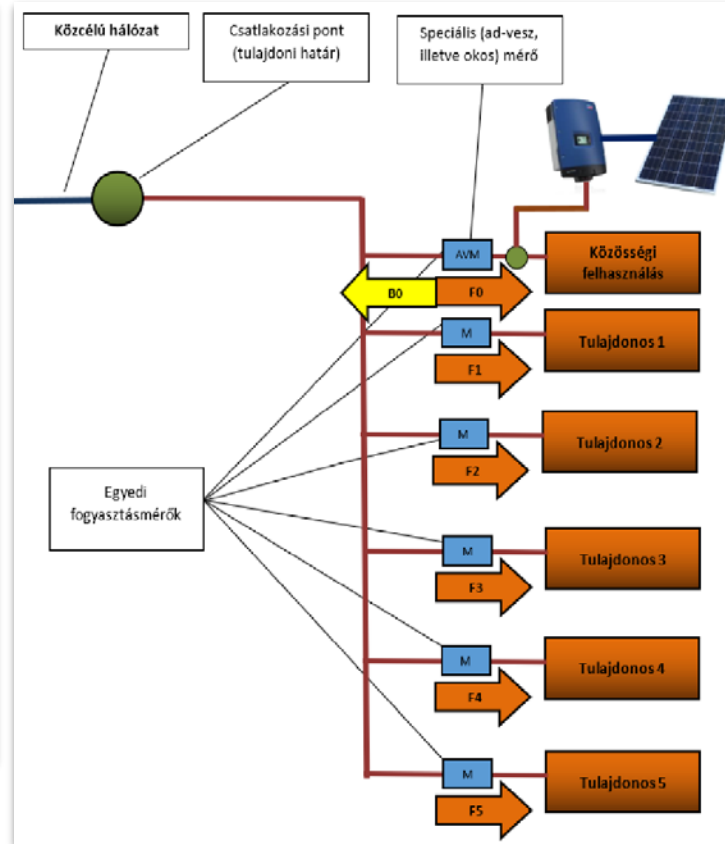 Közcélú hálózat
Csatlakozási pont
(tulajdoni határ)
Speciális (ad-vesz,
illetve okos) mérő
AVM
Közösségi
felhasználás
B0
F0
M
Tulajdonos 1
F1
M
Tulajdonos 2
F2
Egyedi
fogyasztásmérők
M
Tulajdonos 3
F3
M
Tulajdonos 4
F4
M
Tulajdonos 5
F5